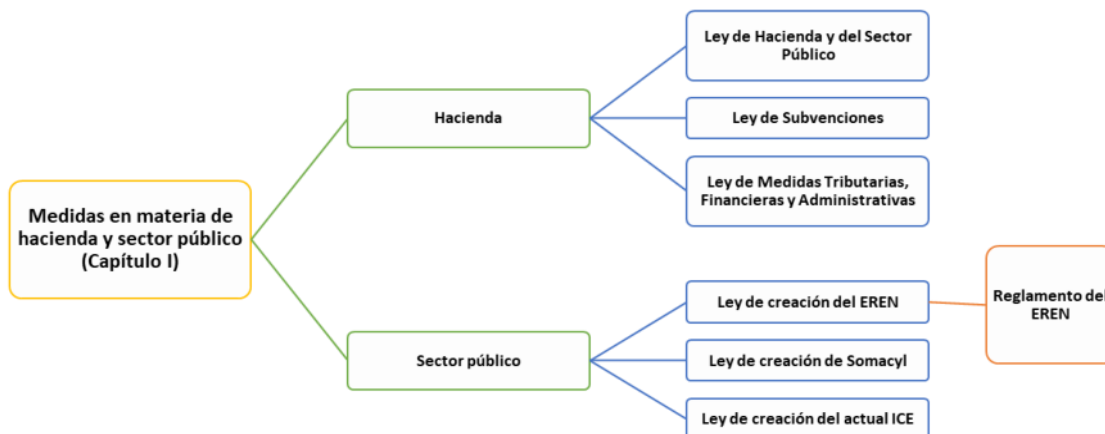 Ley de Hacienda y del Sector
Público
Hacienda
Ley de Subvenciones
Ley de Medidas Tributarias,
Financieras y Administrativas
Medidas en materia de
hacienda y sector público
(Capítulo I)
Ley de creación del EREN
Reglamento del
EREN
Sector público
Ley de creación de Somacyl
Ley de creación del actual ICE